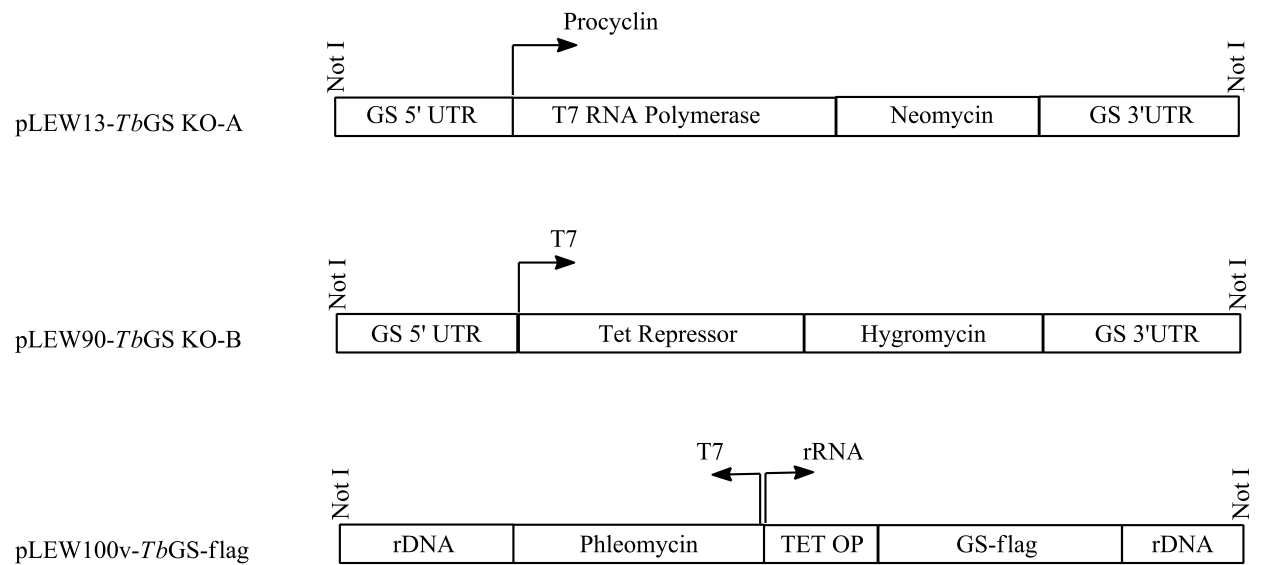 Procyclin
Not I
Not I
pLEW13-TbGS KO-A
GS 5' UTR
T7 RNA Polymerase
Neomycin
GS 3'UTR
T7
Not I
Not I
pLEW90-TbGS KO-B
GS 5' UTR
Tet Repressor
Hygromycin
GS 3'UTR
T7
rRNA
Not I
Not I
pLEW100v-TbGS-flag
rDNA
Phleomycin
TET OP
GS-flag
rDNA